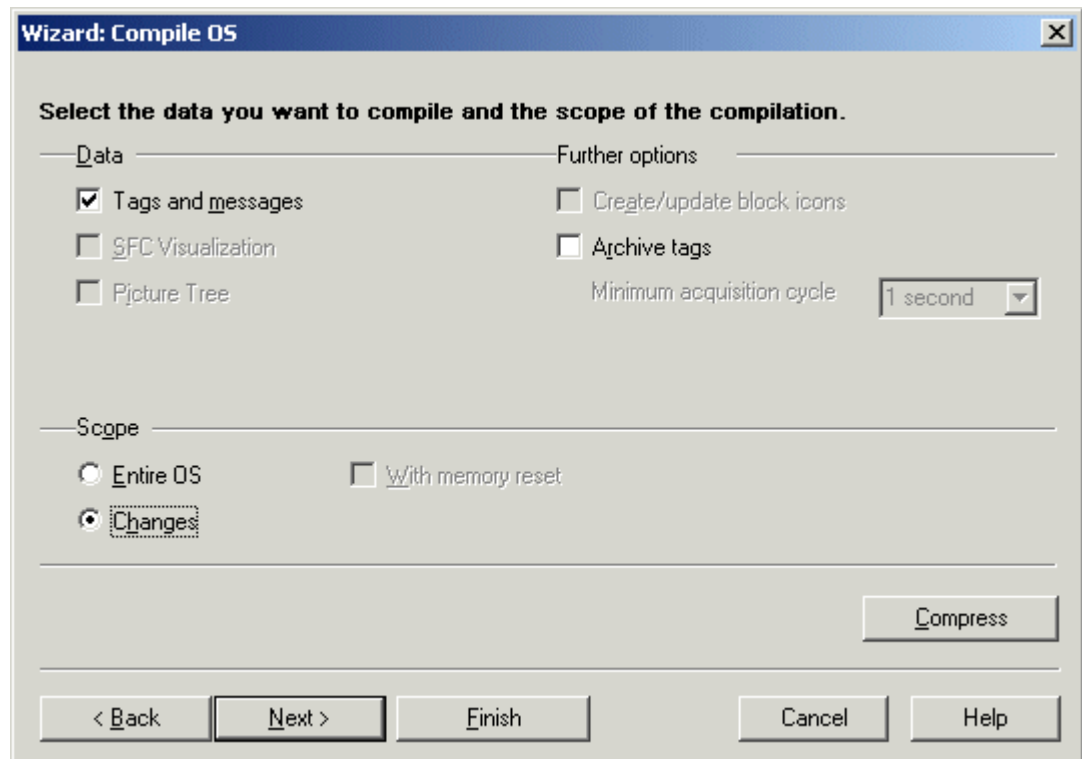 Wizard: Compile OS
Select the data you want to compile and the scope of the compilation.
Data
Further options
Tags and messages
Create/update block icons
SFC Visualization
Archive tags
Picture Tree
Minimum acquisition cycle
1 second
Scope
Entire OS
With memory reset
Changes
Compress
< Back
Next >
Finish
Cancel
Help